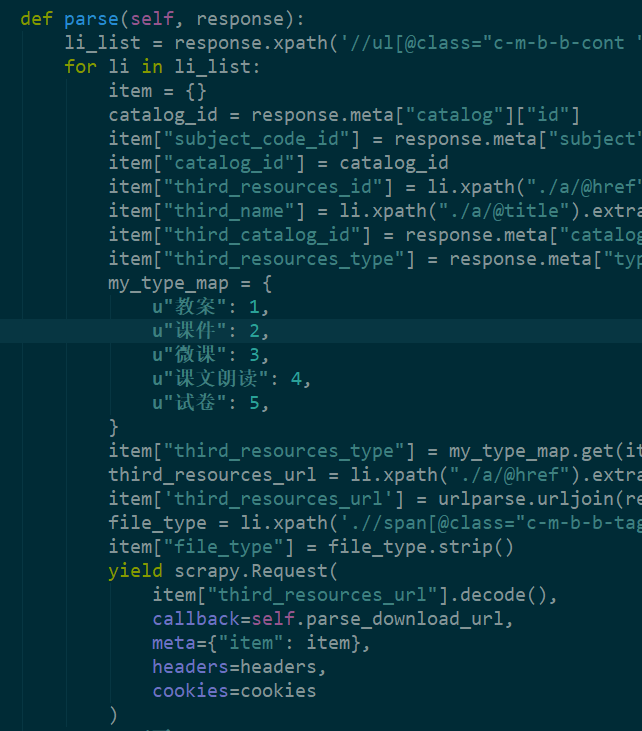 def parse(self, response):
li_list = response.xpath('//ul[@class="c-m-b-b-cont "
for li in li_list:
item = {}
catalog_id = response.meta["catalog"]["id"]
item["subject_code_id"] = response.meta["subject"
item["catalog_id"] = catalog_id
item["third_resources_id"] = li.xpath("./a/@href"
item["third_name"] = li.xpath("./a/@title").extra
item["third_catalog_id"] = response.meta["catalog
item["third_resources_type"] = response.meta["typ
my_type_map = {
u"教案": 1,
u"课件": 2,
u"微课": 3,
u"课文朗读": 4,
u"试卷": 5,
}
item["third_resources_type"] = my_type_map.get(it
third_resources_url = li.xpath("./a/@href").extra
item['third_resources_url'] = urlparse.urljoin(re
file_type = li.xpath('.//span[@class="c-m-b-b-tag
item["file_type"] = file_type.strip()
yield scrapy.Request(
item["third_resources_url"].decode(),
callback=self.parse_download_url,
meta={"item": item},
headers=headers,
cookies=cookies
)